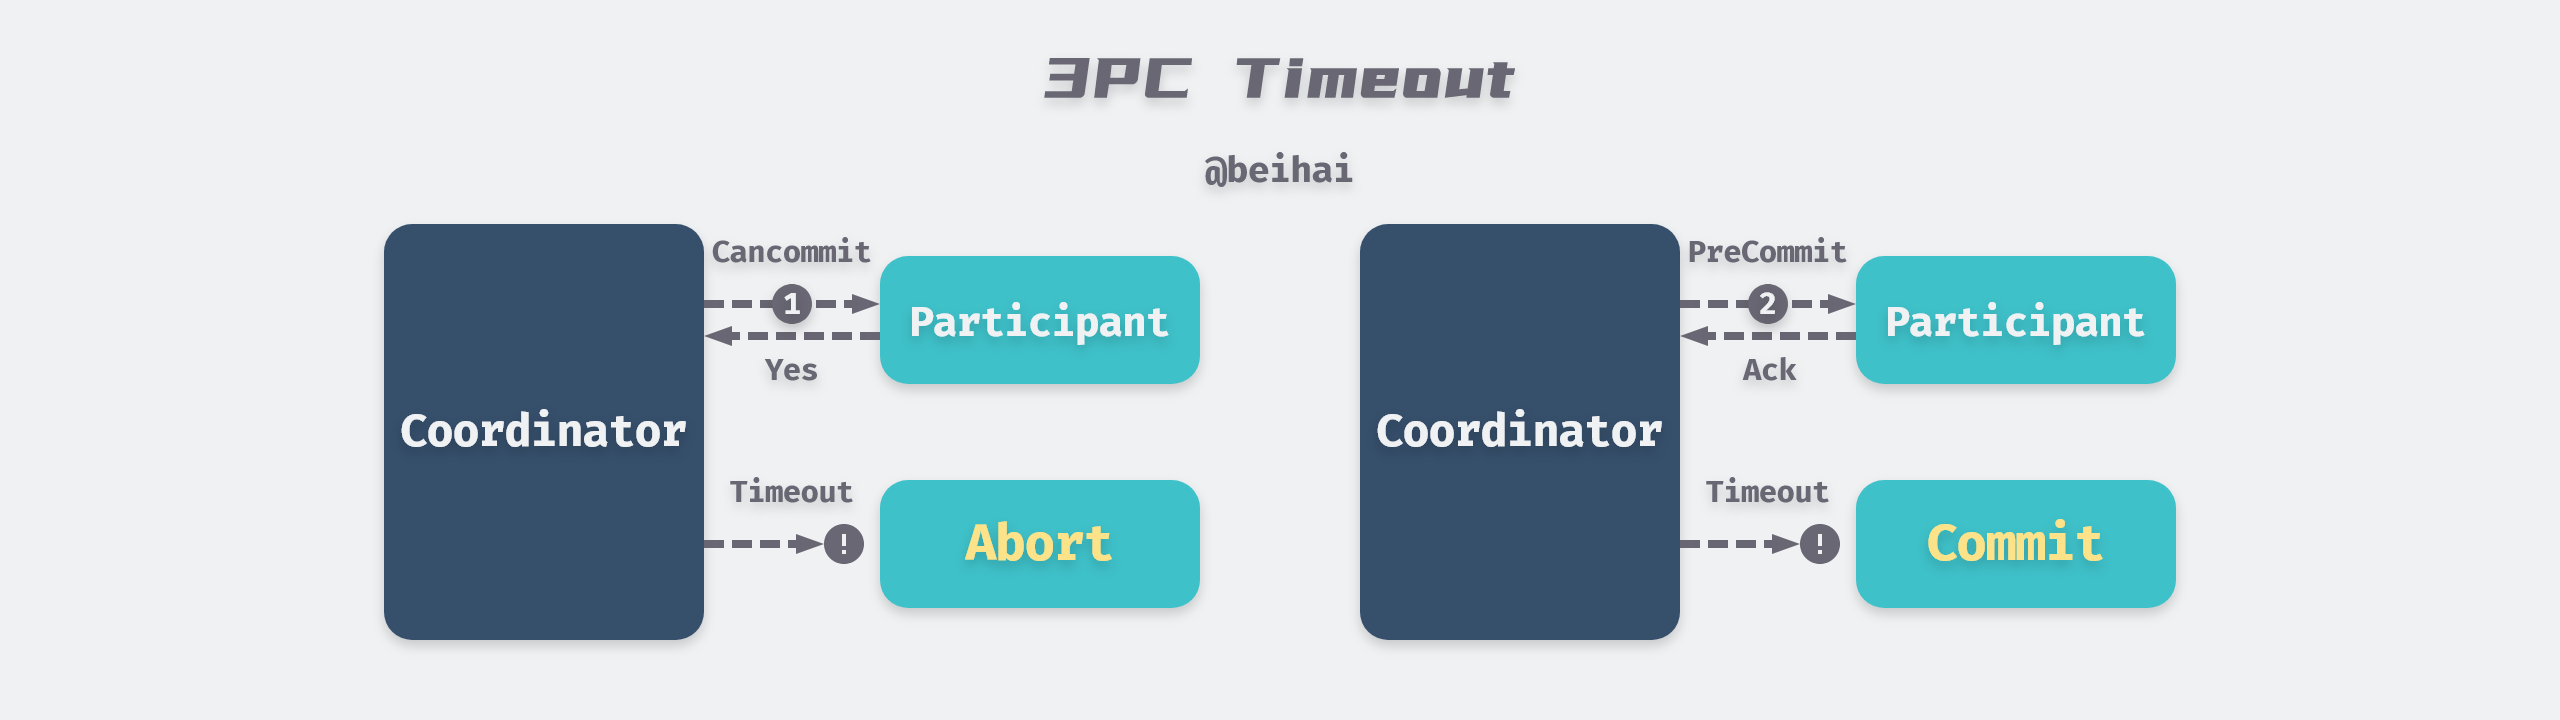 3PC Timeout
@beihai
Coordinator
Cancommit
1
Yes
Participant
Timeout
!
Abort
Coordinator
PreCommit
2
Ack
Participant
Timeout
!
Commit